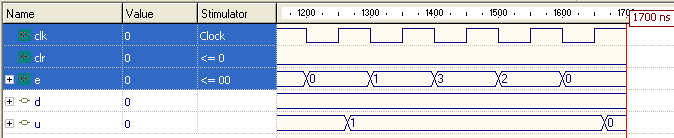 Name Value Stimulator 1200 1300 1400 1500 1600
1700 ns
clk 0 Clock
clr 0 <= 0
e 0 <= 00 0 1 3 2 0
d 0
u 0 1 0